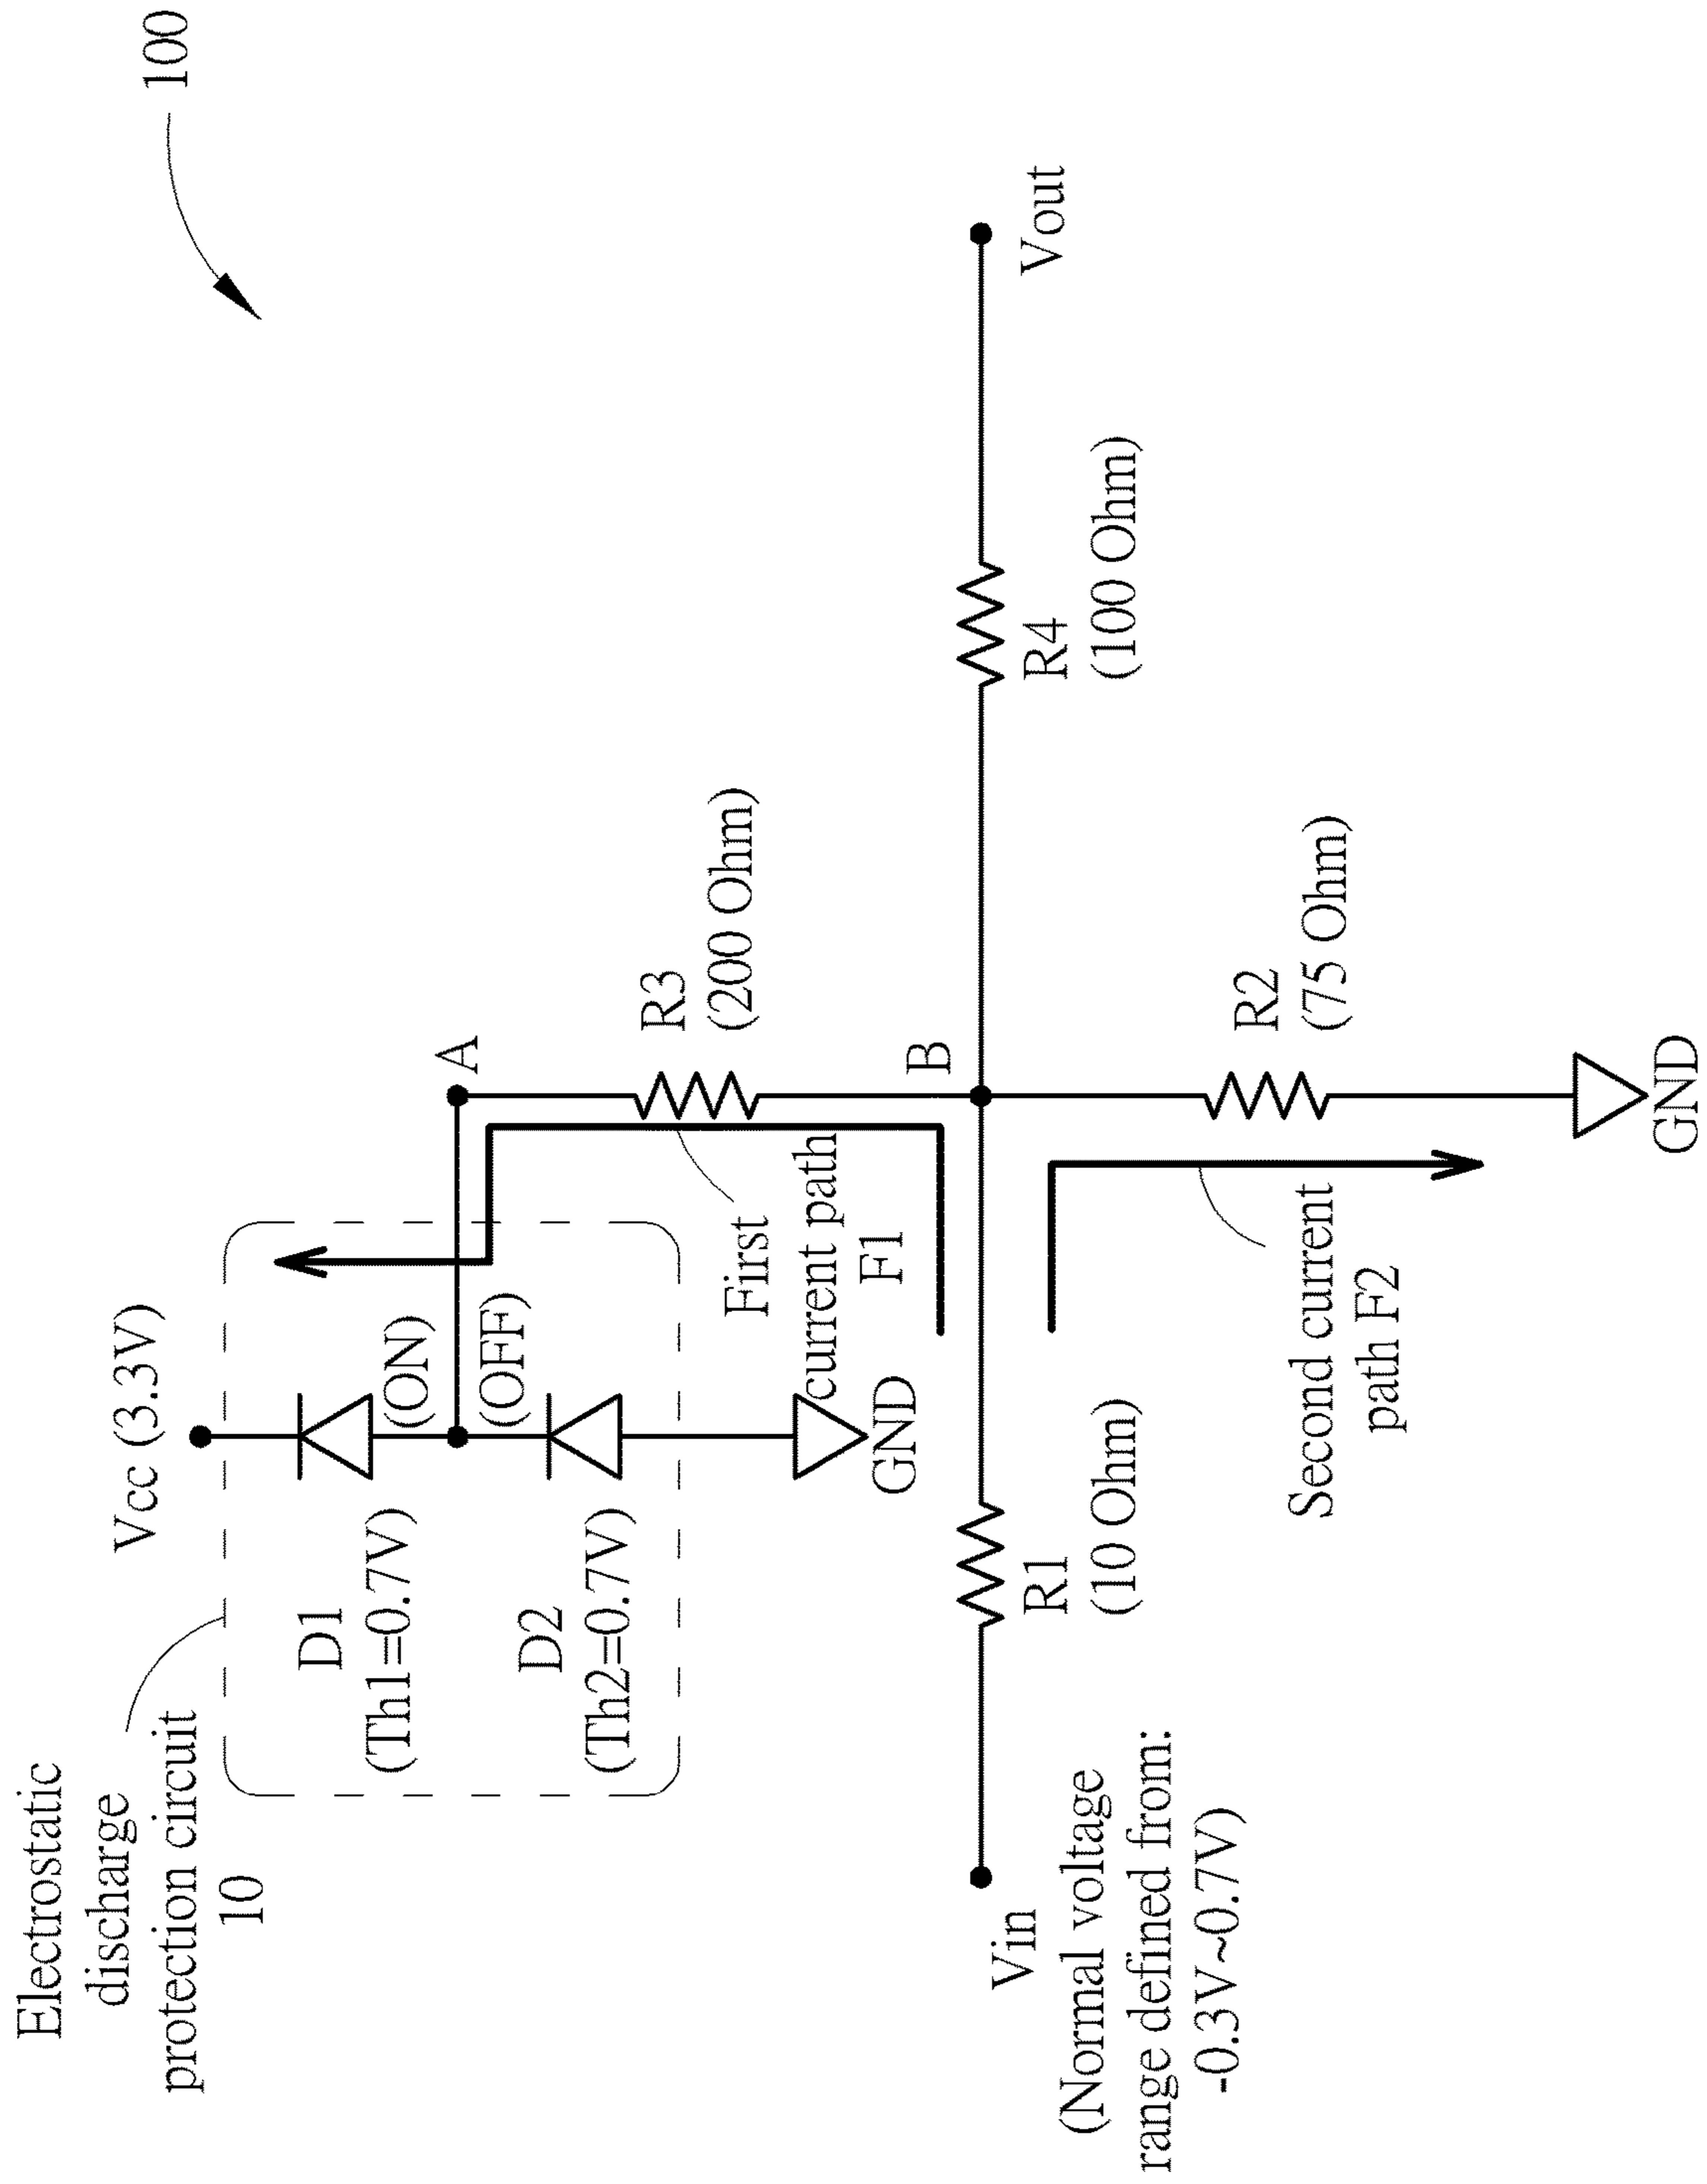 100
Electrostatic
discharge
protection circuit
10
Vcc (3.3V)
D1
(Th1=0.7V)
(ON)
(OFF)
D2
(Th2=0.7V)
GND
A
R3
(200 Ohm)
First
current path
F1
B
Vin
(Normal voltage
range defined from:
-0.3V~0.7V)
R1
(10 Ohm)
R4
(100 Ohm)
Vout
Second current
path F2
R2
(75 Ohm)
GND